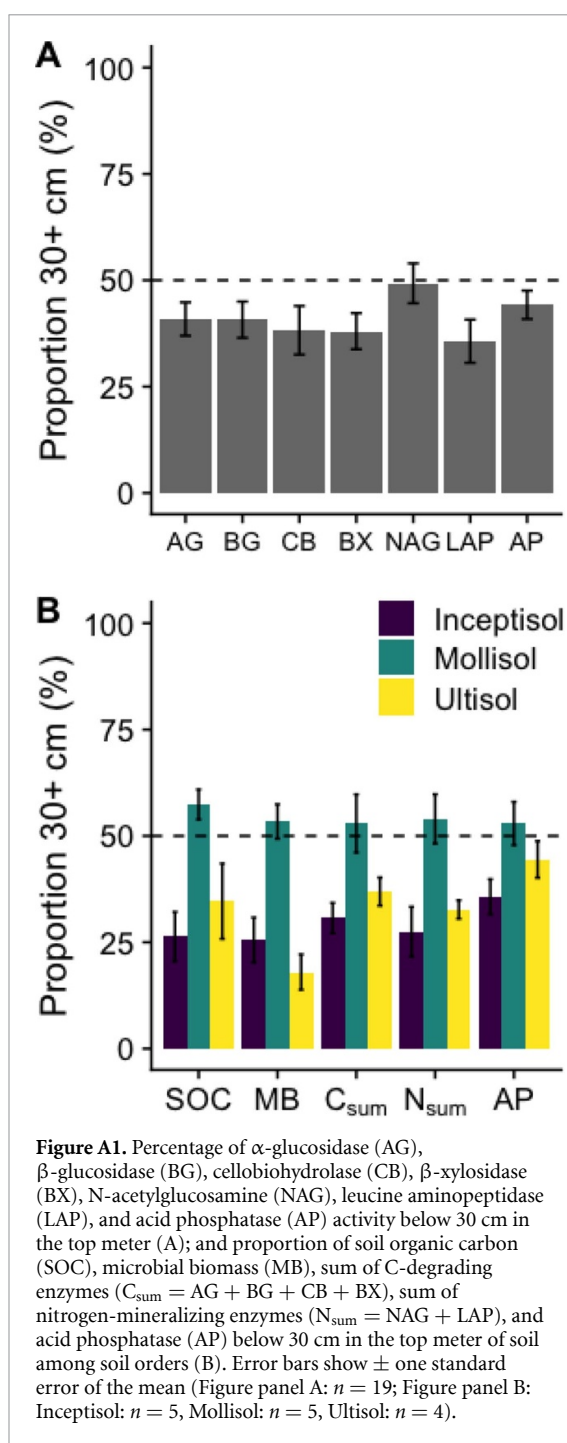 A
Proportion 30+ cm (%)
100
75
50
25
0
AG BG CB BX NAG LAP AP
B
Proportion 30+ cm (%)
100
75
50
25
0
Inceptisol
Mollisol
Ultisol
SOC MB Csum Nsum AP
Figure A1. Percentage of α-glucosidase (AG),
β-glucosidase (BG), cellobiohydrolase (CB), β-xylosidase
(BX), N-acetylglucosamine (NAG), leucine aminopeptidase
(LAP), and acid phosphatase (AP) activity below 30 cm in
the top meter (A); and proportion of soil organic carbon
(SOC), microbial biomass (MB), sum of C-degrading
enzymes (Csum = AG + BG + CB + BX), sum of
nitrogen-mineralizing enzymes (Nsum = NAG + LAP), and
acid phosphatase (AP) below 30 cm in the top meter of soil
among soil orders (B). Error bars show ± one standard
error of the mean (Figure panel A: n = 19; Figure panel B:
Inceptisol: n = 5, Mollisol: n = 5, Ultisol: n = 4).